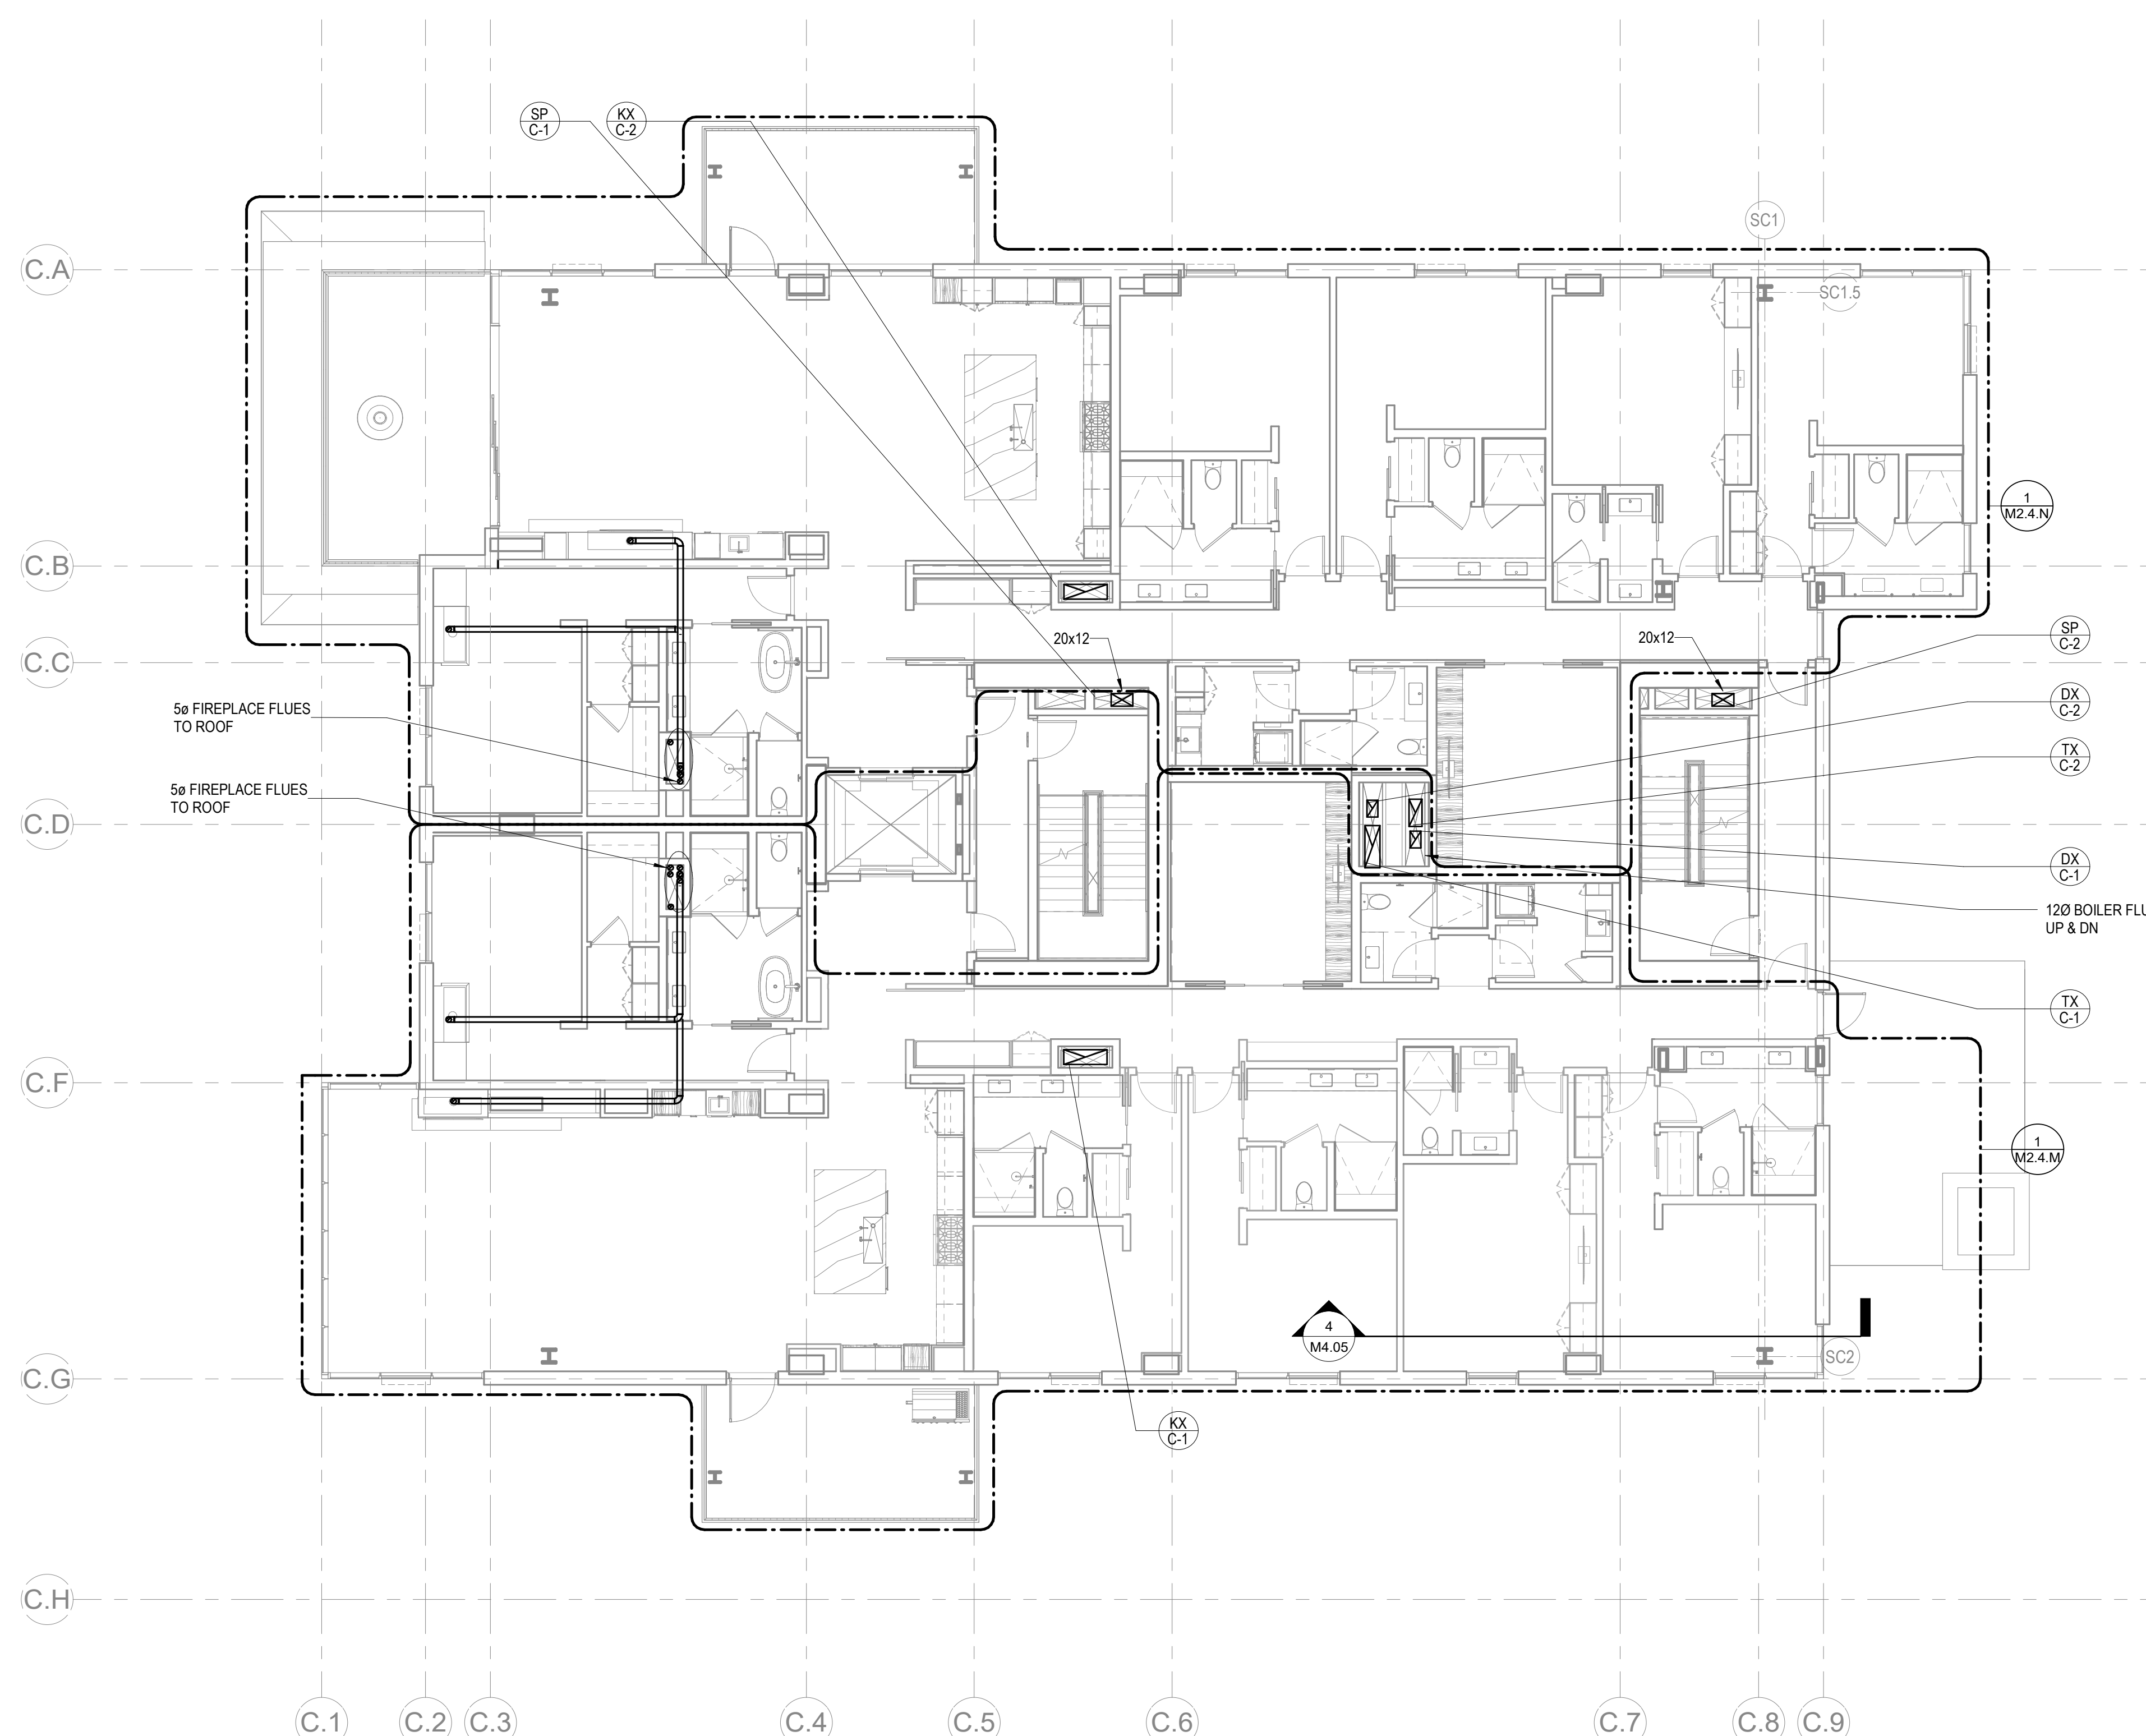 SP
C-1
KX
C-2
SC1
C.A
SC1.5
1
M2.4.N
C.B
20x12
20x12
SP
C-2
C.C
DX
C-2
5ø FIREPLACE FLUES
TO ROOF
TX
C-2
5ø FIREPLACE FLUES
TO ROOF
C.D
DX
C-1
12Ø BOILER
UP & DN
TX
C-1
C.F
1
M2.4.M
4
M4.05
SC2
C.G
KX
C-1
C.H
C.1
C.2
C.3
C.4
C.5
C.6
C.7
C.8
C.9